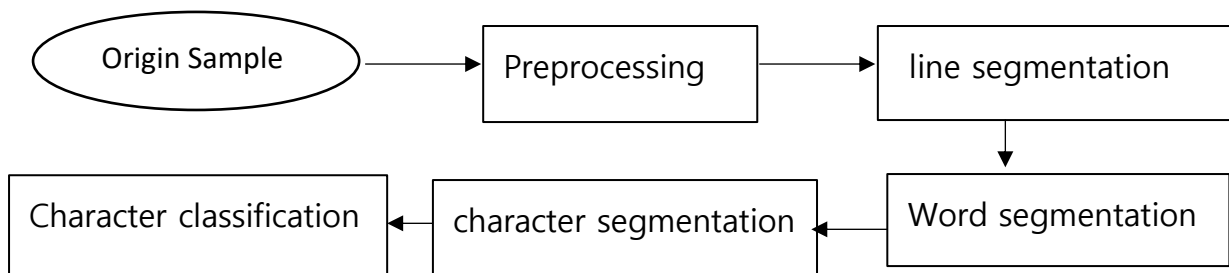 Origin Sample
Preprocessing
line segmentation
Word segmentation
character segmentation
Character classification